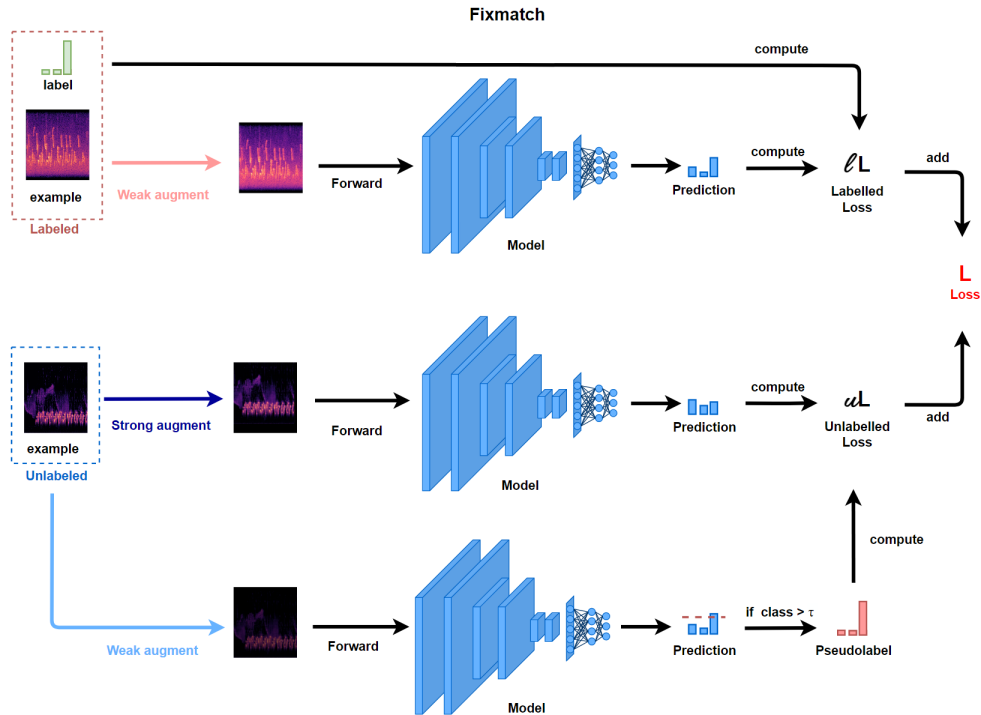 Fixmatch
compute
label
example
Labeled
Weak augment
Forward
Model
Prediction
compute
ℓL
Labelled
Loss
add
L
Loss
example
Unlabeled
Strong augment
Forward
Model
Prediction
compute
𝓊L
Unlabelled
Loss
add
compute
Weak augment
Forward
Model
Prediction
if class > τ
Pseudolabel